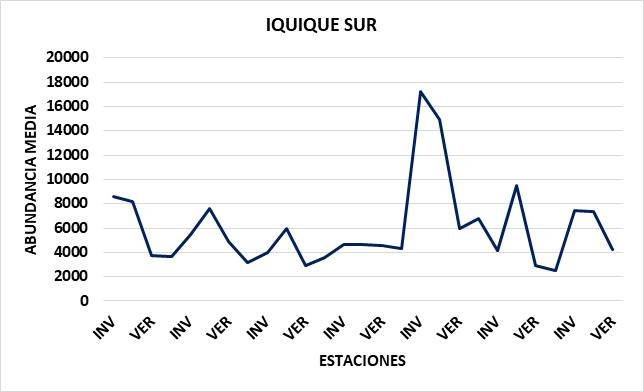 IQUIQUE SUR
20000
18000
16000
14000
12000
10000
8000
6000
4000
2000
0
ABUNDANCIA MEDIA
INV VER INV VER INV VER INV VER INV VER INV VER INV VER
ESTACIONES